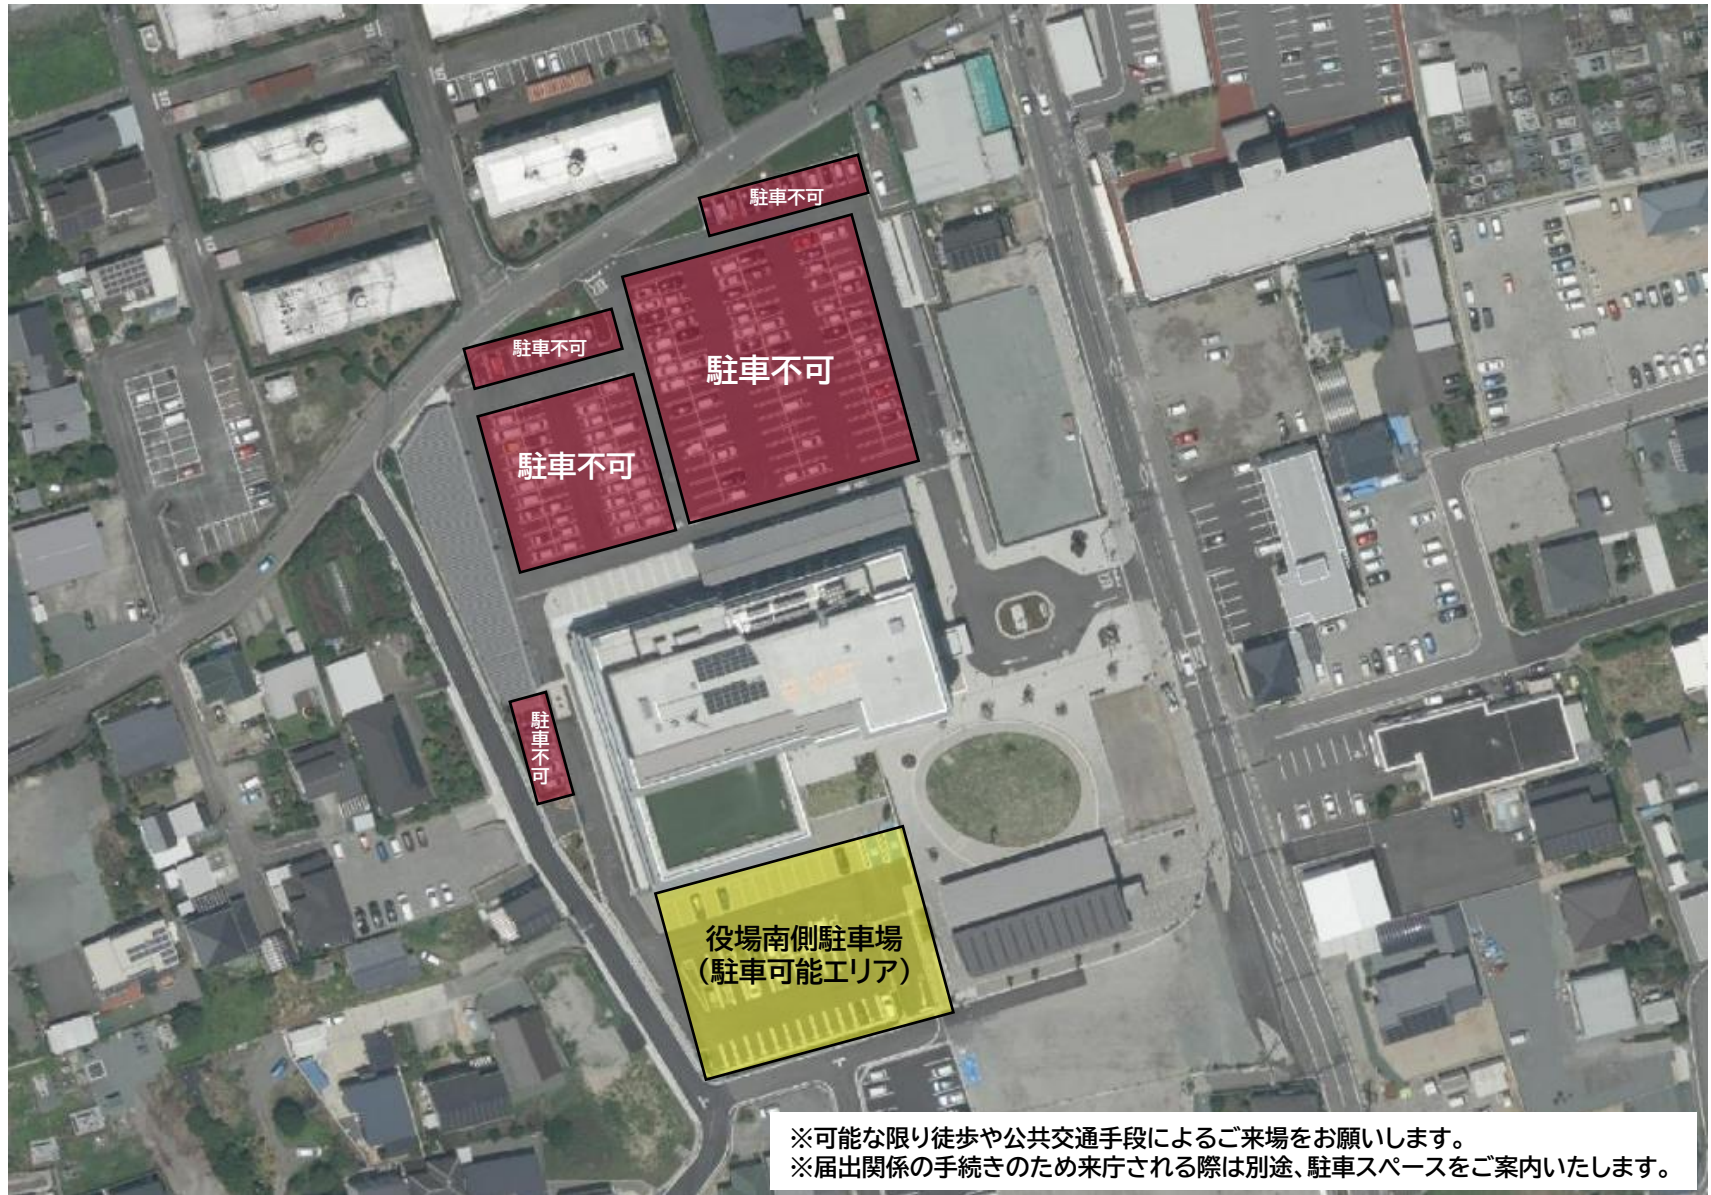 駐車不可
駐車不可
駐車不可
駐車不可
駐車不可
役場南側駐車場
（駐車可能エリア）
※可能な限り徒歩や公共交通手段によるご来場をお願いします。
※届出関係の手続きのため来庁される際は別途、駐車スペースをご案内いたします。